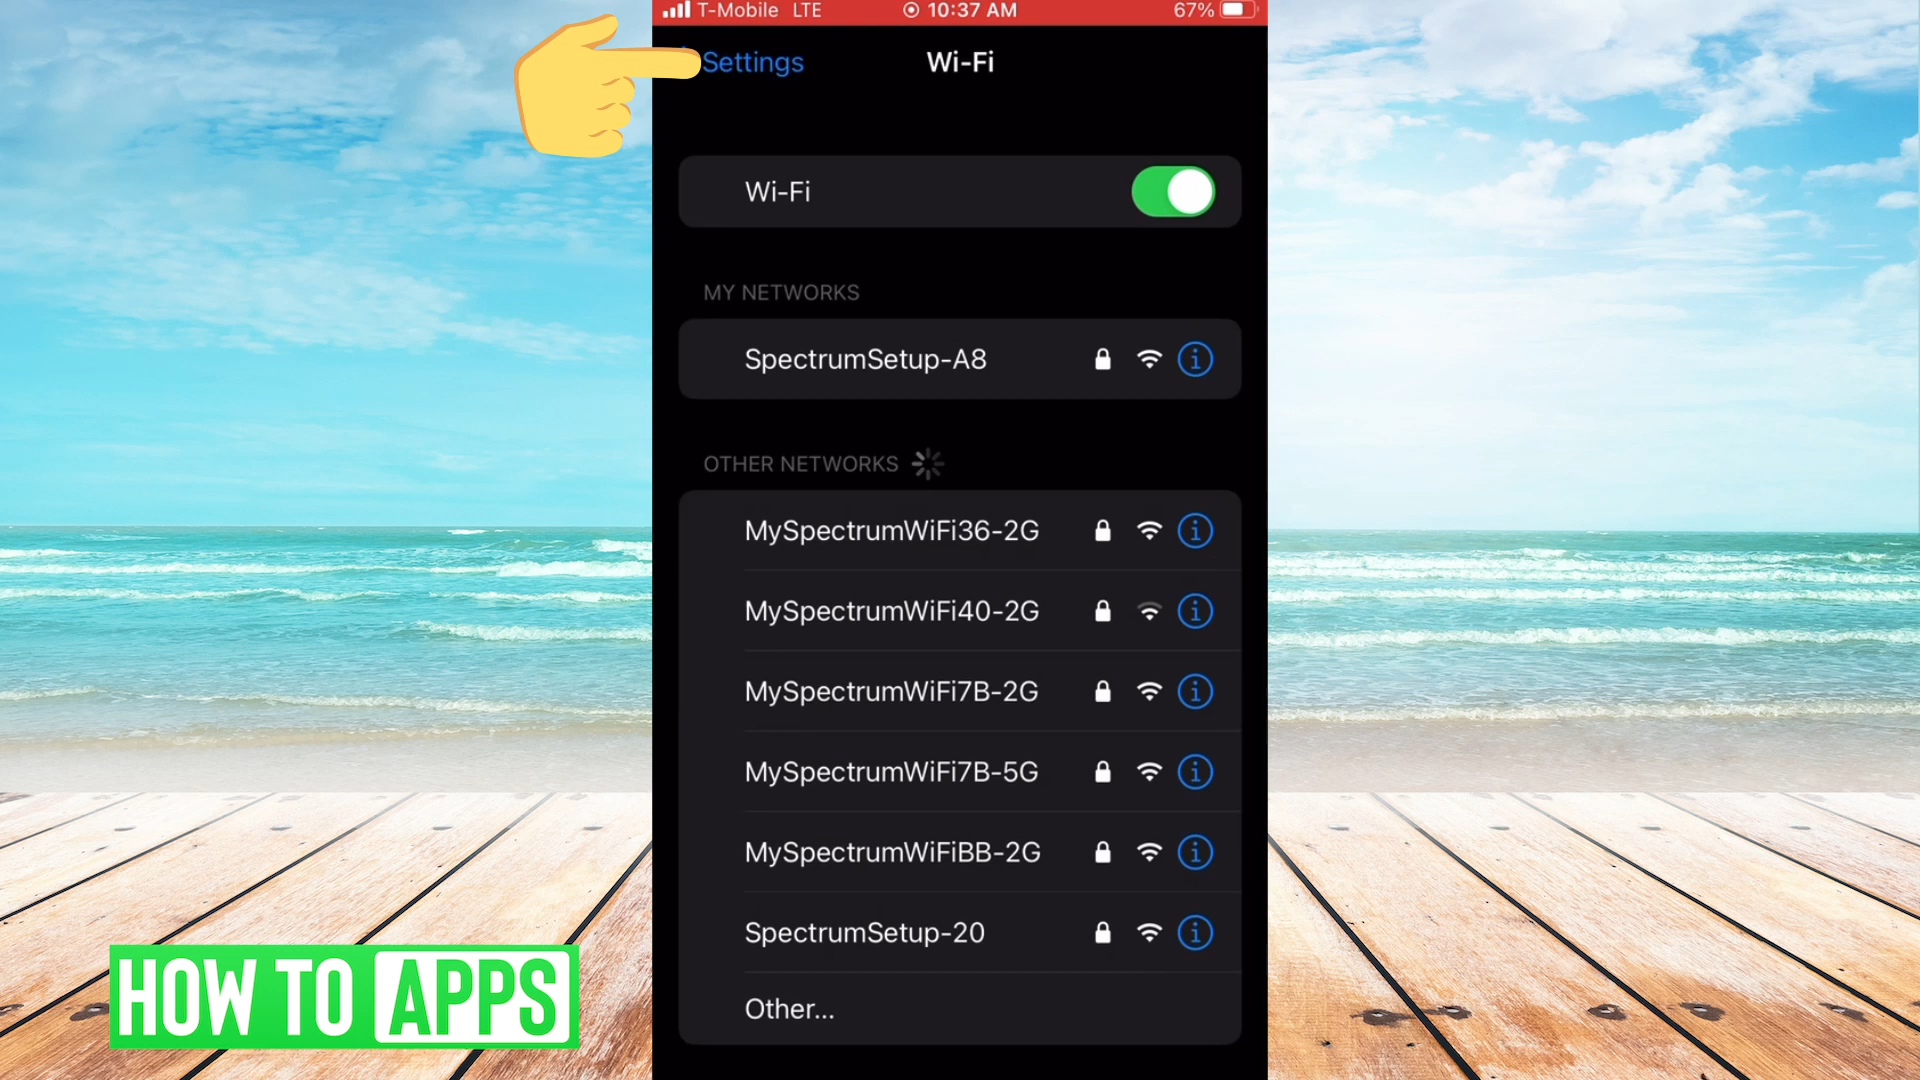 T-Mobile LTE 10:37 AM 67%
Settings Wi-Fi
Wi-Fi
MY NETWORKS
SpectrumSetup-A8
OTHER NETWORKS
MySpectrumWiFi36-2G
MySpectrumWiFi40-2G
MySpectrumWiFi7B-2G
MySpectrumWiFi7B-5G
MySpectrumWiFiBB-2G
SpectrumSetup-20
Other...
HOW TO APPS